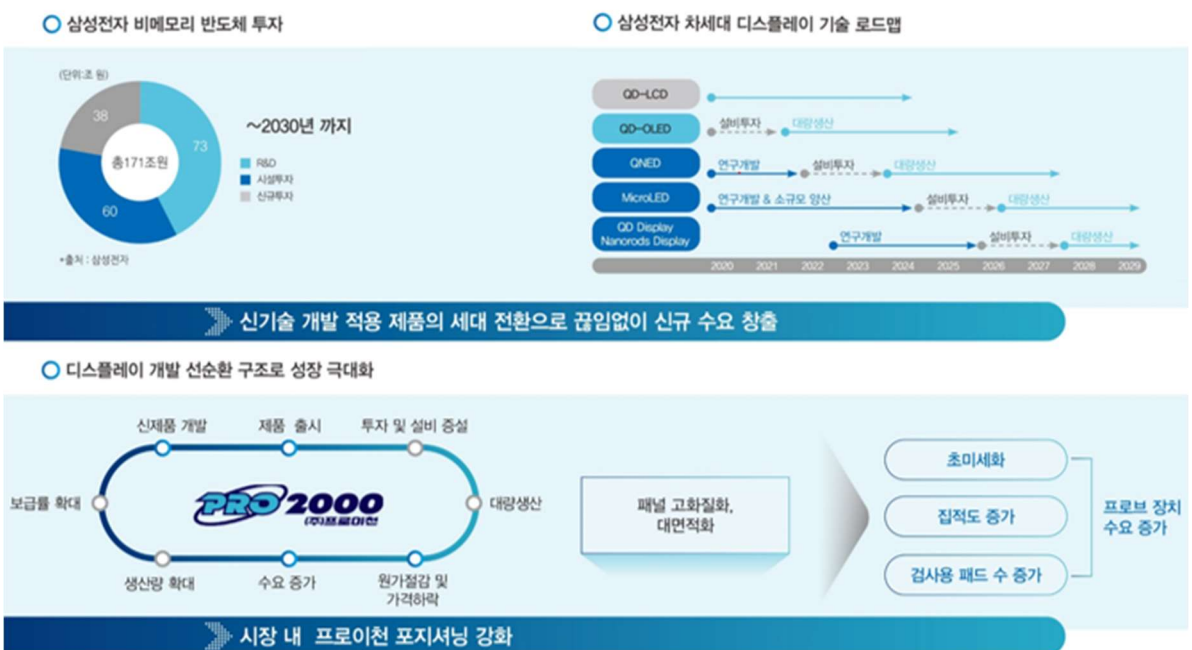 삼성전자 비메모리 반도체 투자
(단위:조 원)
38
73
총171조원
60
~2030년 까지
R&D
시설투자
신규투자
*출처 : 삼성전자
삼성전자 차세대 디스플레이 기술 로드맵
QD-LCD
QD-OLED
설비투자
대량생산
QNED
연구개발
설비투자
대량생산
MicroLED
연구개발 & 소규모 양산
설비투자
대량생산
QD Display
Nanorods Display
연구개발
설비투자
대량생산
2020 2021 2022 2023 2024 2025 2026 2027 2028 2029
신기술 개발 적용 제품의 세대 전환으로 끊임없이 신규 수요 창출
디스플레이 개발 선순환 구조로 성장 극대화
신제품 개발
제품 출시
투자 및 설비 증설
보급률 확대
PRO 2000
(주)프로이천
대량생산
생산량 확대
수요 증가
원가절감 및
가격하락
패널 고화질화,
대면적화
초미세화
집적도 증가
검사용 패드 수 증가
프로브 장치
수요 증가
시장 내 프로이천 포지셔닝 강화